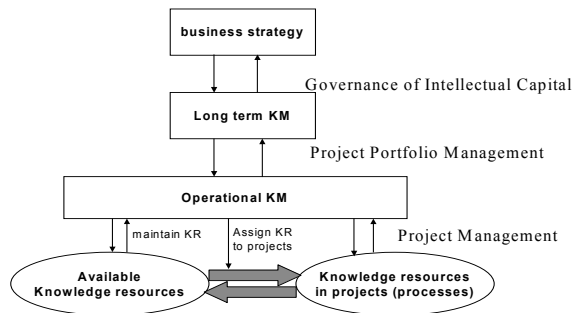 business strategy
Governance of Intellectual Capital
Long term KM
Project Portfolio Management
Operational KM
maintain KR
Assign KR
to projects
Project Management
Available
Knowledge resources
Knowledge resources
in projects (processes)